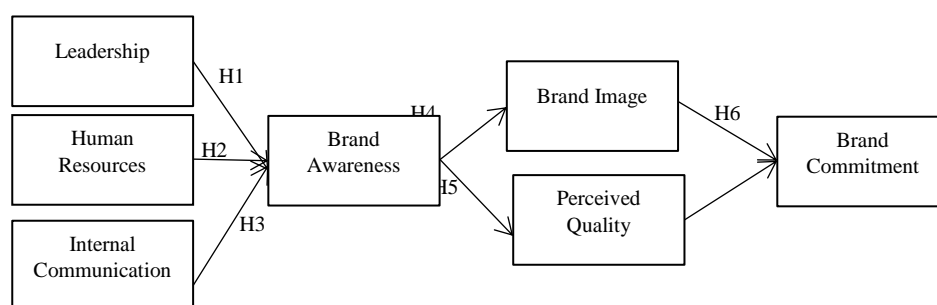 Leadership
H1
Human
Resources
H2
Internal
Communication
H3
Brand
Awareness
H4
H5
Brand Image
Perceived
Quality
H6
Brand
Commitment